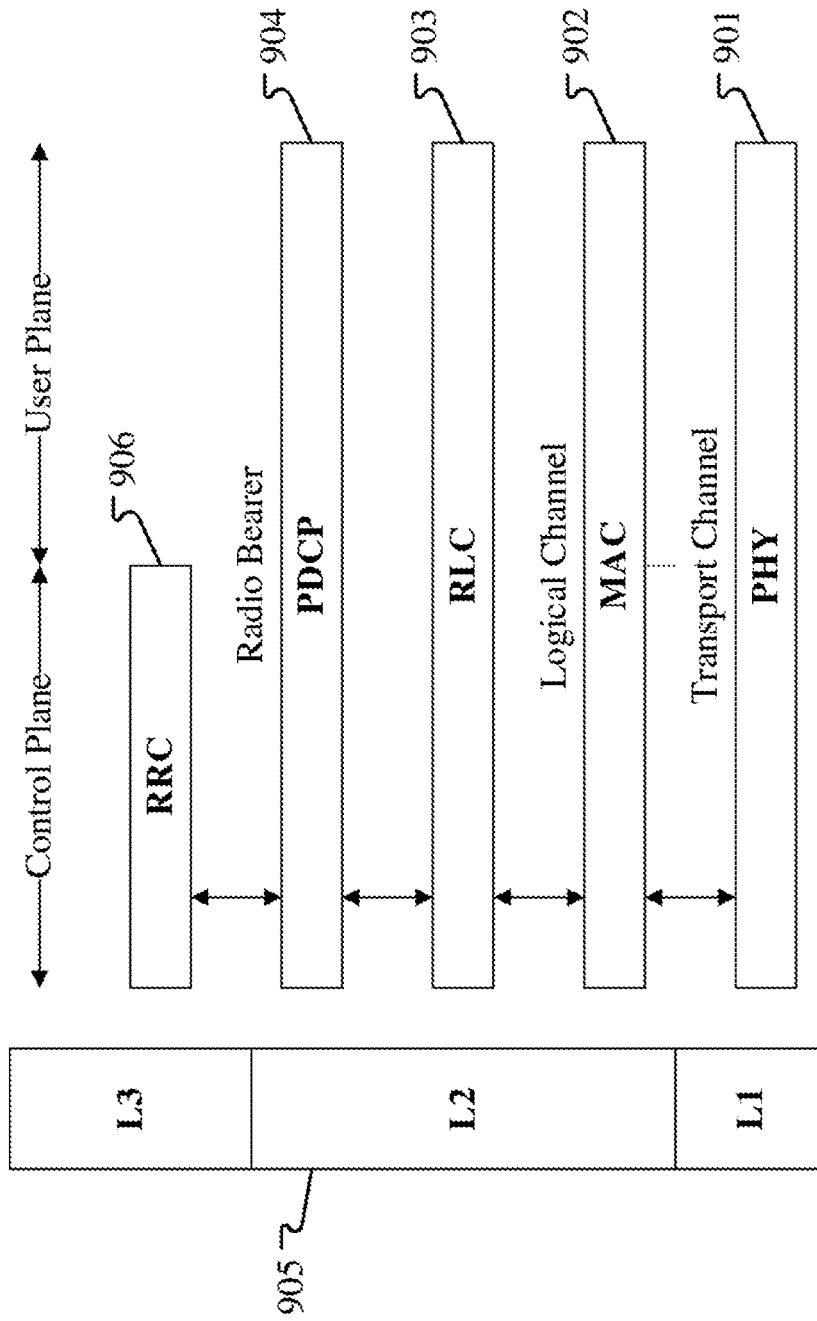 Control Plane
User Plane
L3
RRC
906
Radio Bearer
905
L2
PDCP
904
RLC
903
Logical Channel
MAC
902
Transport Channel
L1
PHY
901